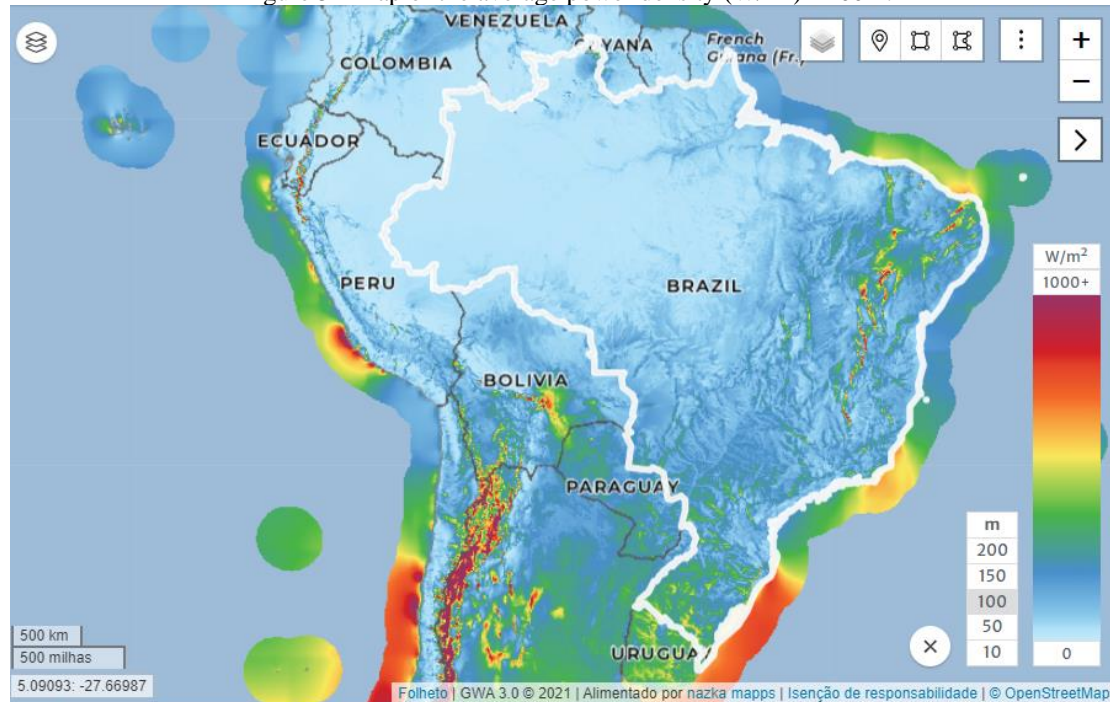 VENEZUELA
GUYANA
French
Guiana (Fr.)
COLOMBIA
ECUADOR
PERU
BRAZIL
BOLIVIA
PARAGUAY
URUGUAY
+
−
W/m²
1000+
0
m
200
150
100
50
10
500 km
500 milhas
5.09093: -27.66987
Folheto | GWA 3.0 © 2021 | Alimentado por nazka mapps | Isenção de responsabilidade | © OpenStreetMap